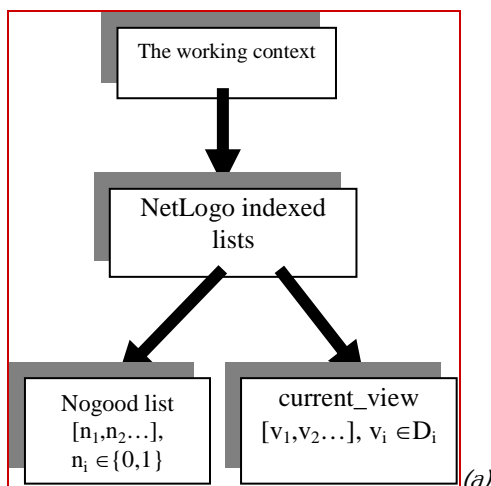 The working context
NetLogo indexed
lists
Nogood list
[n₁,n₂…],
nᵢ ∈{0,1}
current_view
[v₁,v₂…], vᵢ ∈Dᵢ
(a)